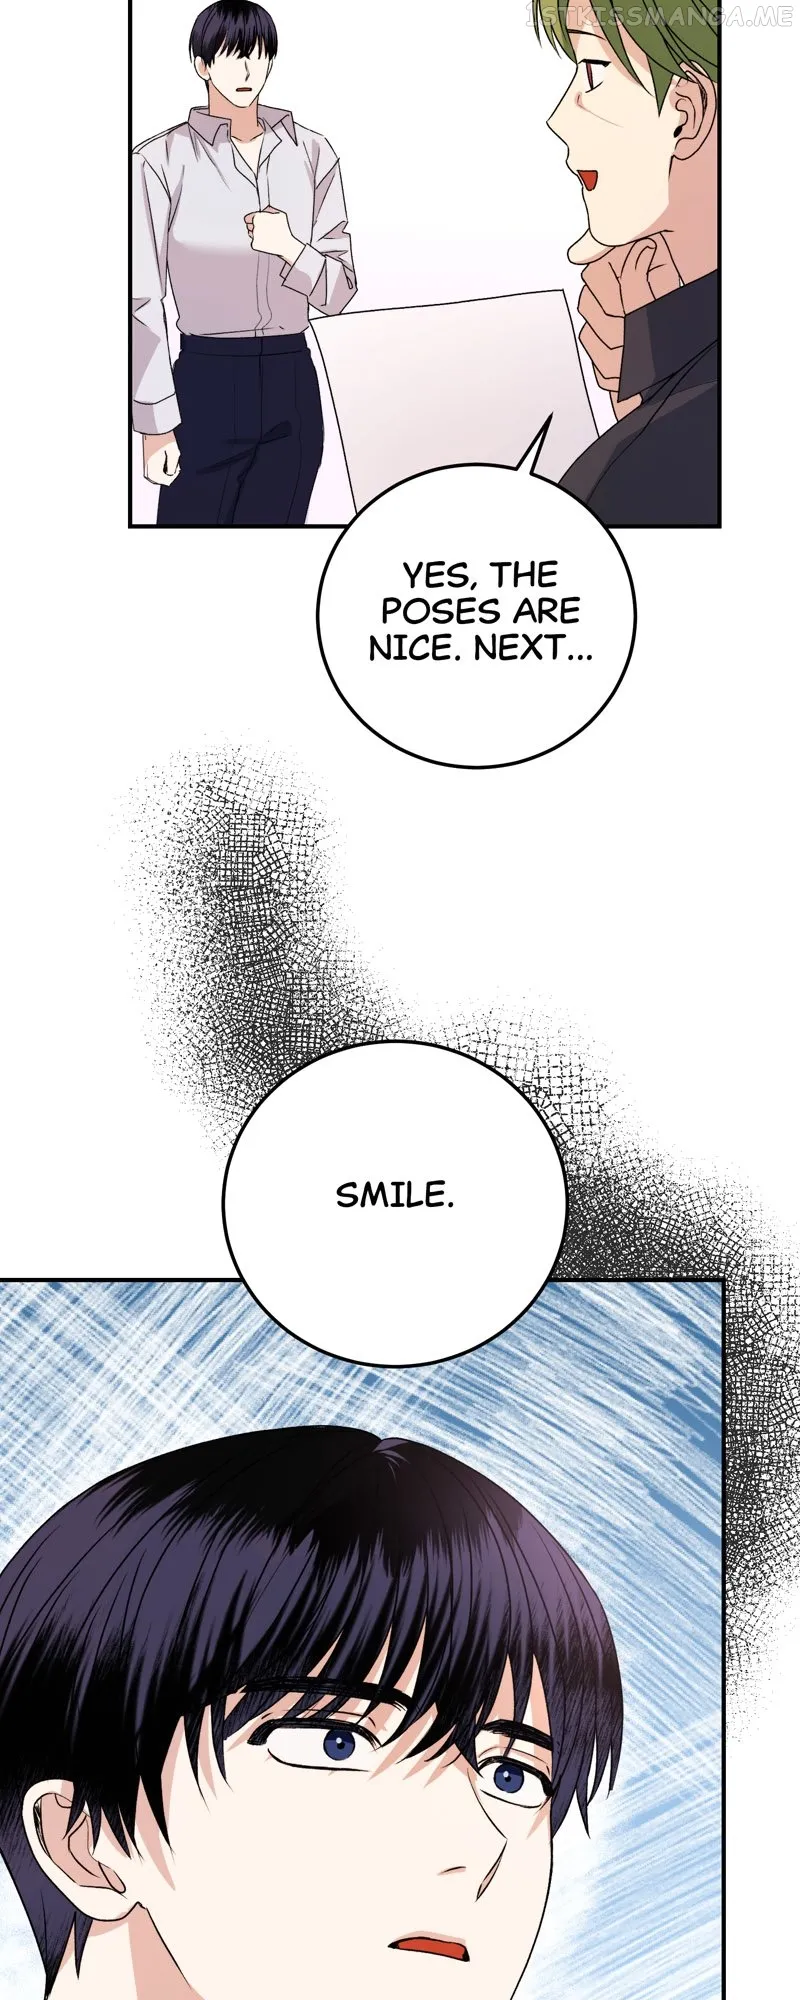 1STKISSMANGA.ME
YES, THE
POSES ARE
NICE. NEXT...
SMILE.